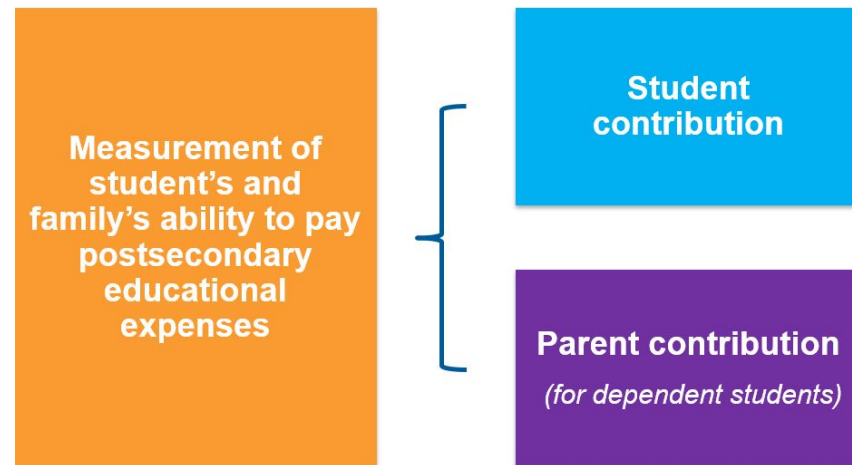 Measurement of
student’s and
family’s ability to pay
postsecondary
educational
expenses
Student
contribution
Parent contribution
(for dependent students)